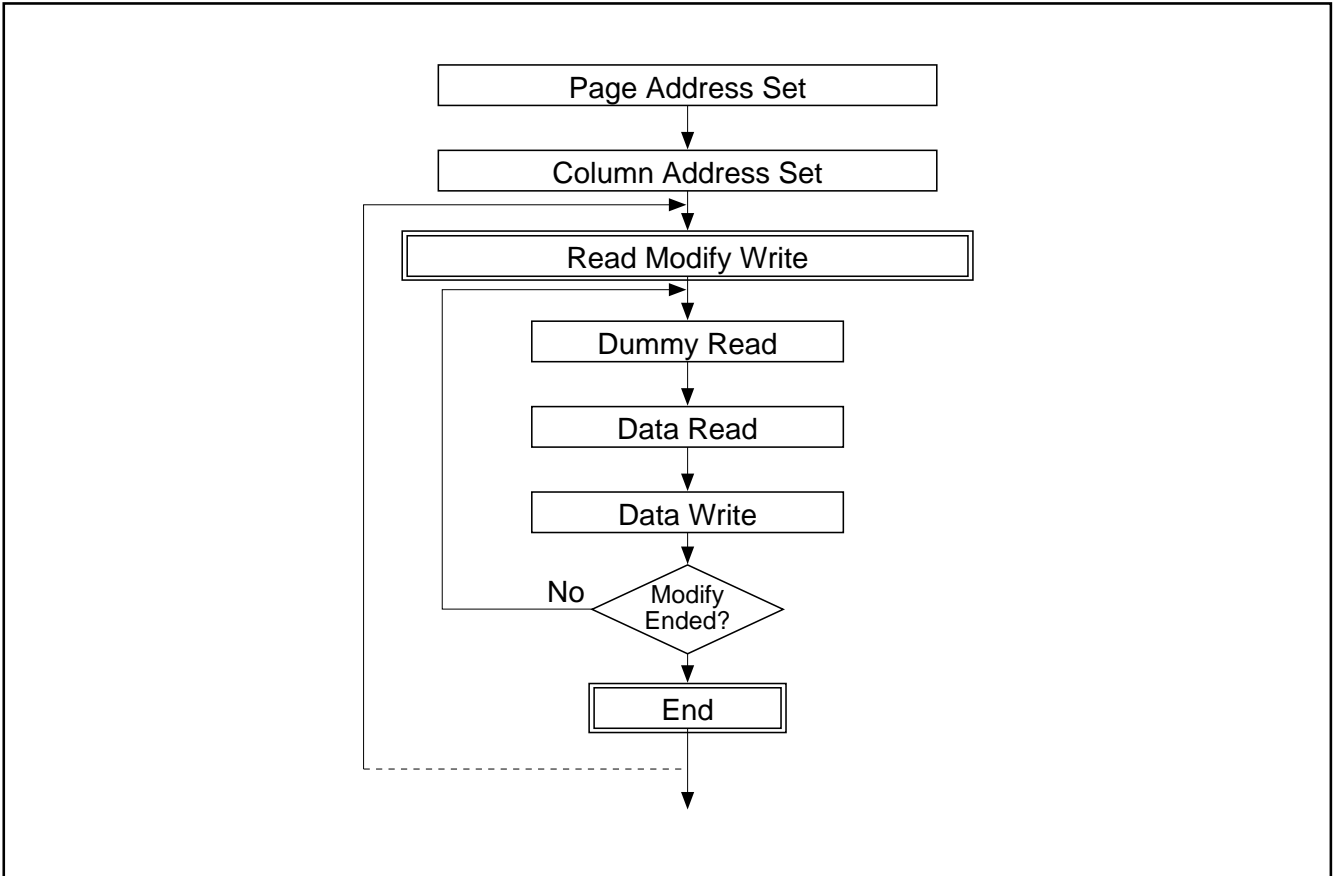 Page Address Set
Column Address Set
Read Modify Write
Dummy Read
Data Read
Data Write
No
Modify
Ended?
End